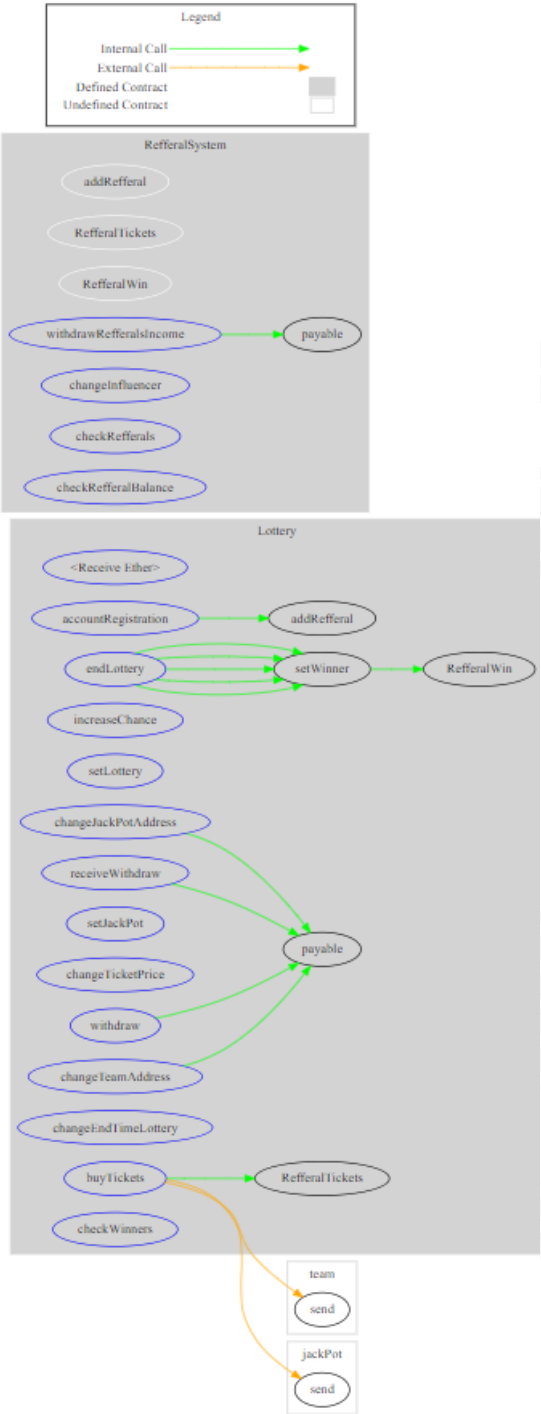 Legend
Internal Call
External Call
Defined Contract
Undefined Contract
RefferalSystem
addRefferal
RefferalTickets
RefferalWin
withdrawRefferalsIncome
payable
changeInfluencer
checkRefferals
checkRefferalBalance
Lottery
<Receive Ether>
accountRegistration
addRefferal
endLottery
setWinner
RefferalWin
increaseChance
setLottery
changeJackPotAddress
receiveWithdraw
setJackPot
payable
changeTicketPrice
withdraw
changeTeamAddress
changeEndTimeLottery
buyTickets
RefferalTickets
checkWinners
team
send
jackPot
send